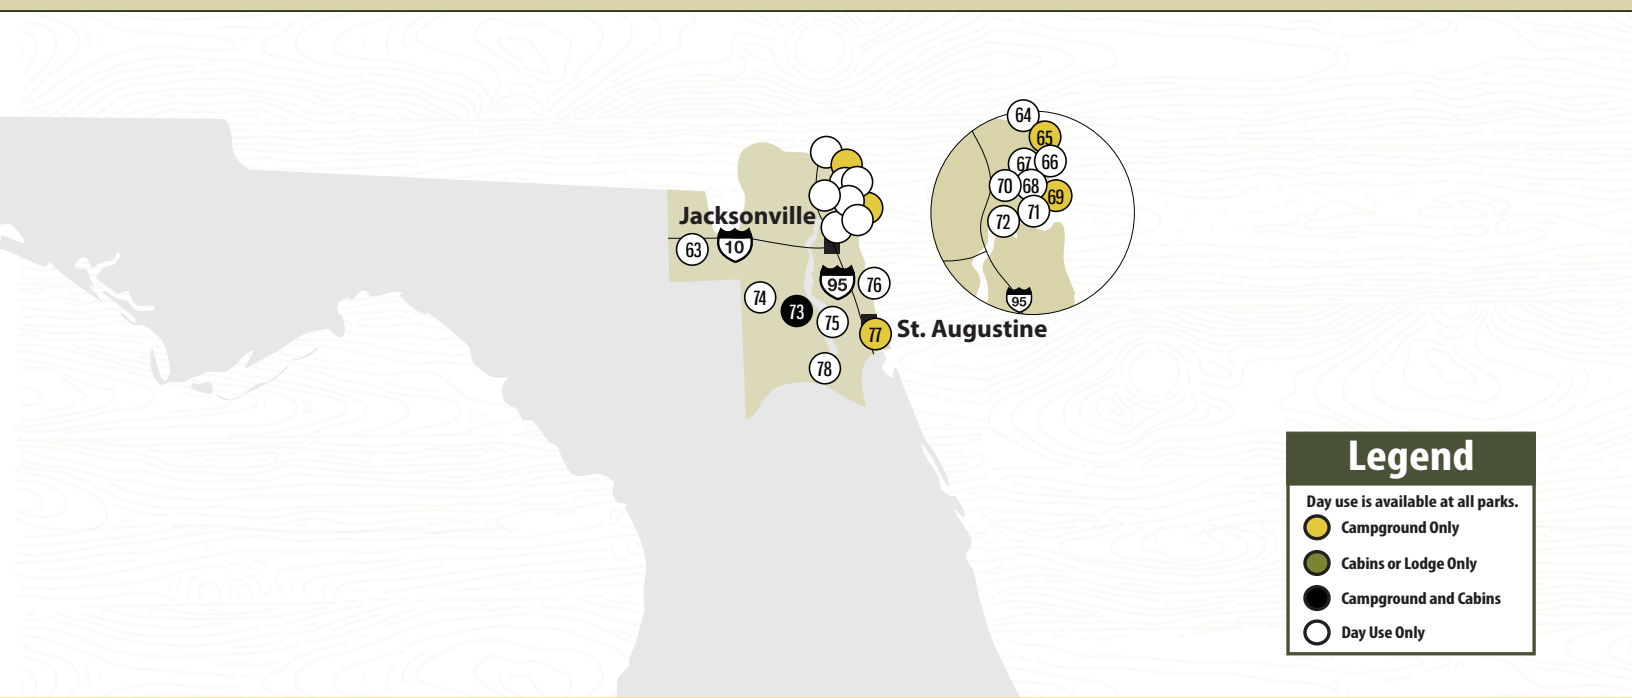 64
65
67 66
70 68
69
71
72
95
Jacksonville
63
10
95
76
74
73
75
77
St. Augustine
78
Legend
Day use is available at all parks.
Campground Only
Cabins or Lodge Only
Campground and Cabins
Day Use Only